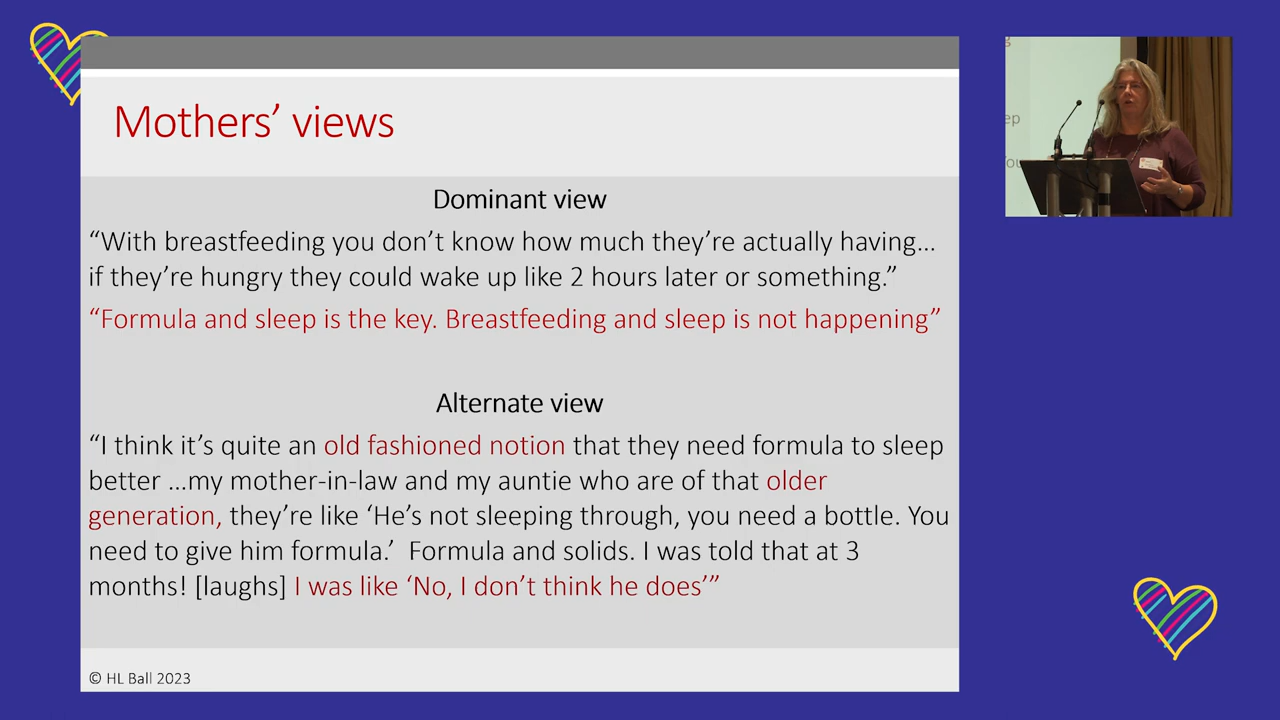 Mothers’ views
Dominant view
“With breastfeeding you don’t know how much they’re actually having…
if they’re hungry they could wake up like 2 hours later or something.”
“Formula and sleep is the key. Breastfeeding and sleep is not happening”
Alternate view
“I think it’s quite an old fashioned notion that they need formula to sleep
better …my mother-in-law and my auntie who are of that older
generation, they’re like ‘He’s not sleeping through, you need a bottle. You
need to give him formula.’ Formula and solids. I was told that at 3
months! [laughs] I was like ‘No, I don’t think he does’”
© HL Ball 2023